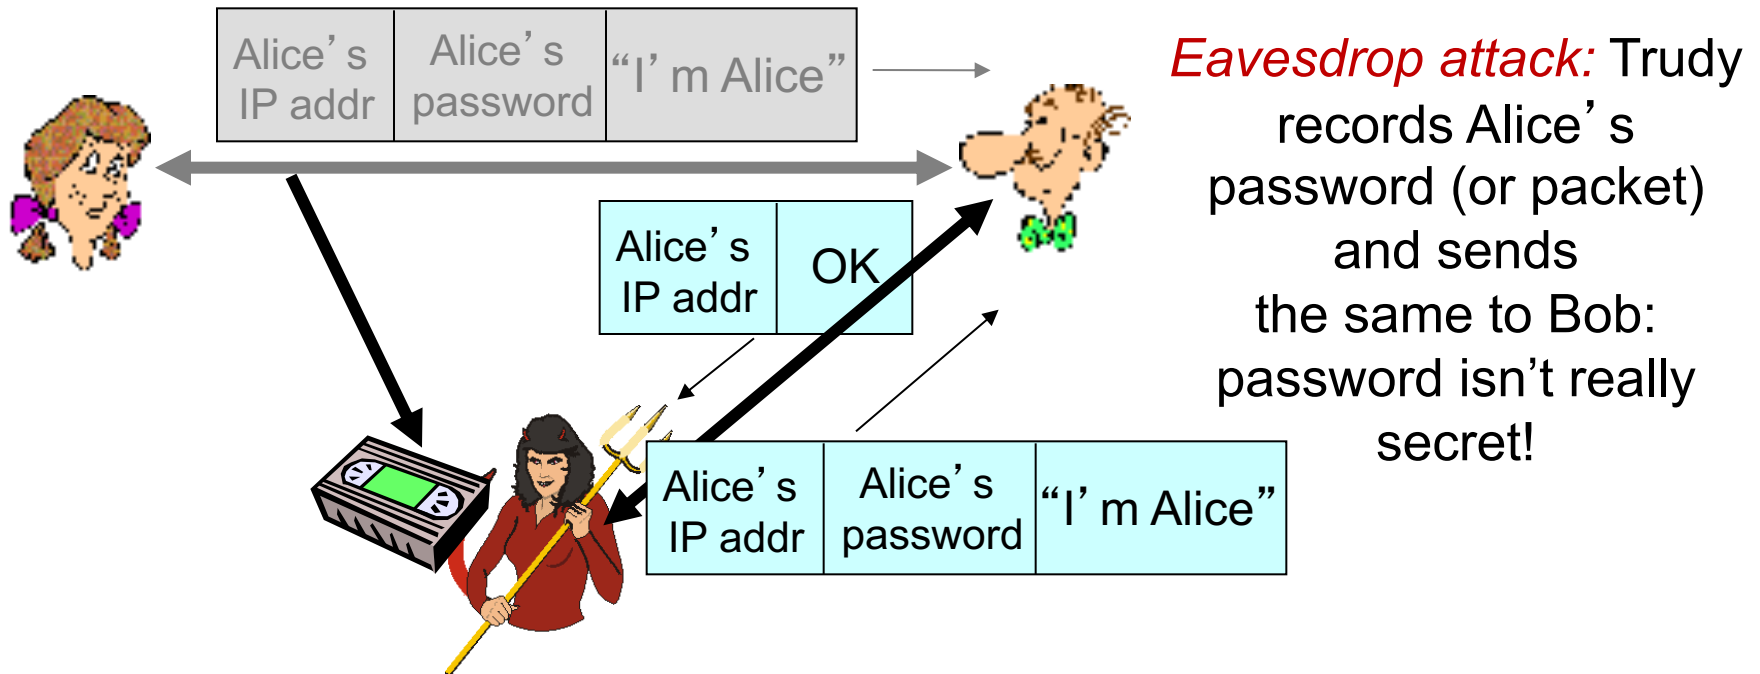 Alice’s
IP addr
Alice’s
password
“I’m Alice”
Eavesdrop attack: Trudy
records Alice’s
password (or packet)
and sends
the same to Bob:
password isn’t really
secret!
Alice’s
IP addr
OK
Alice’s
IP addr
Alice’s
password
“I’m Alice”